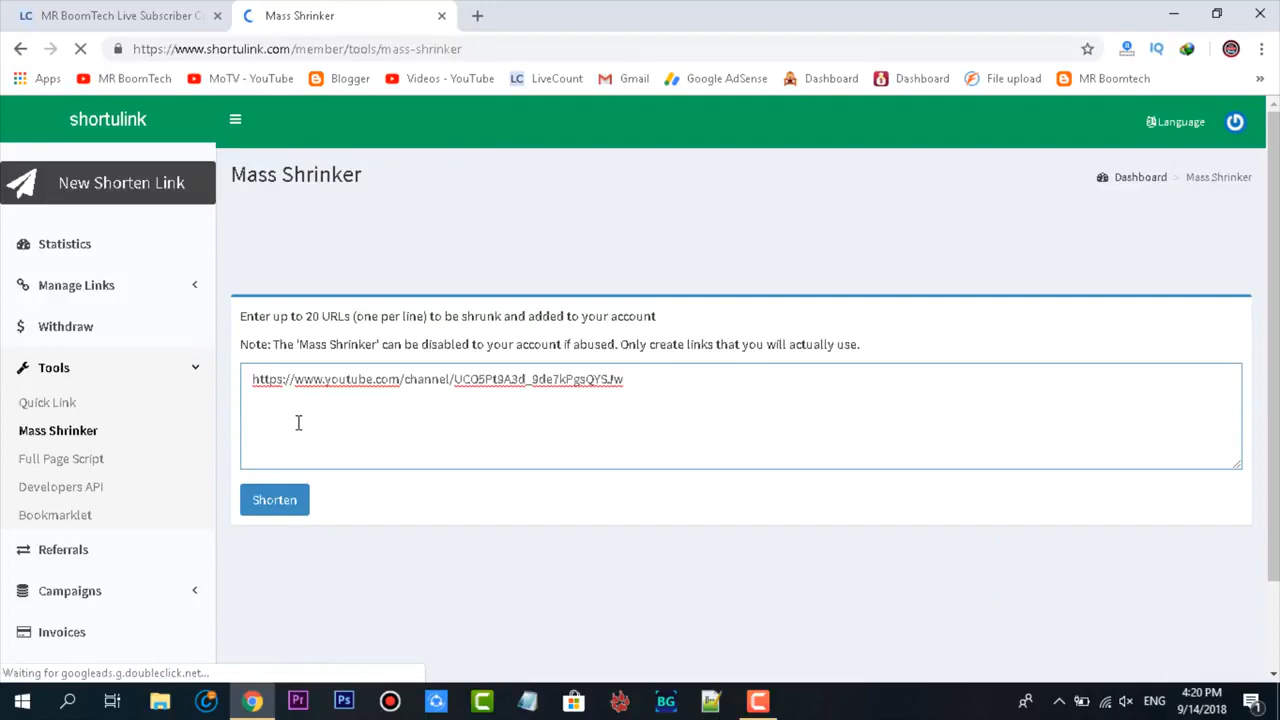 MR BoomTech Live Subscriber C
Mass Shrinker
https://www.shortulink.com/member/tools/mass-shrinker
Apps
MR BoomTech
MoTV - YouTube
Blogger
Videos - YouTube
LiveCount
Gmail
Google AdSense
Dashboard
Dashboard
File upload
MR Boomtech
shortulink
Language
New Shorten Link
Mass Shrinker
Dashboard > Mass Shrinker
Statistics
Manage Links
Withdraw
Tools
Quick Link
Mass Shrinker
Full Page Script
Developers API
Bookmarklet
Referrals
Campaigns
Invoices
Enter up to 20 URLs (one per line) to be shrunk and added to your account
Note: The 'Mass Shrinker' can be disabled to your account if abused. Only create links that you will actually use.
https://www.youtube.com/channel/UCO5Pt9A3d_9de7kPgsQYSJw
Shorten
Waiting for googleads.g.doubleclick.net...
ENG
4:20 PM
9/14/2018